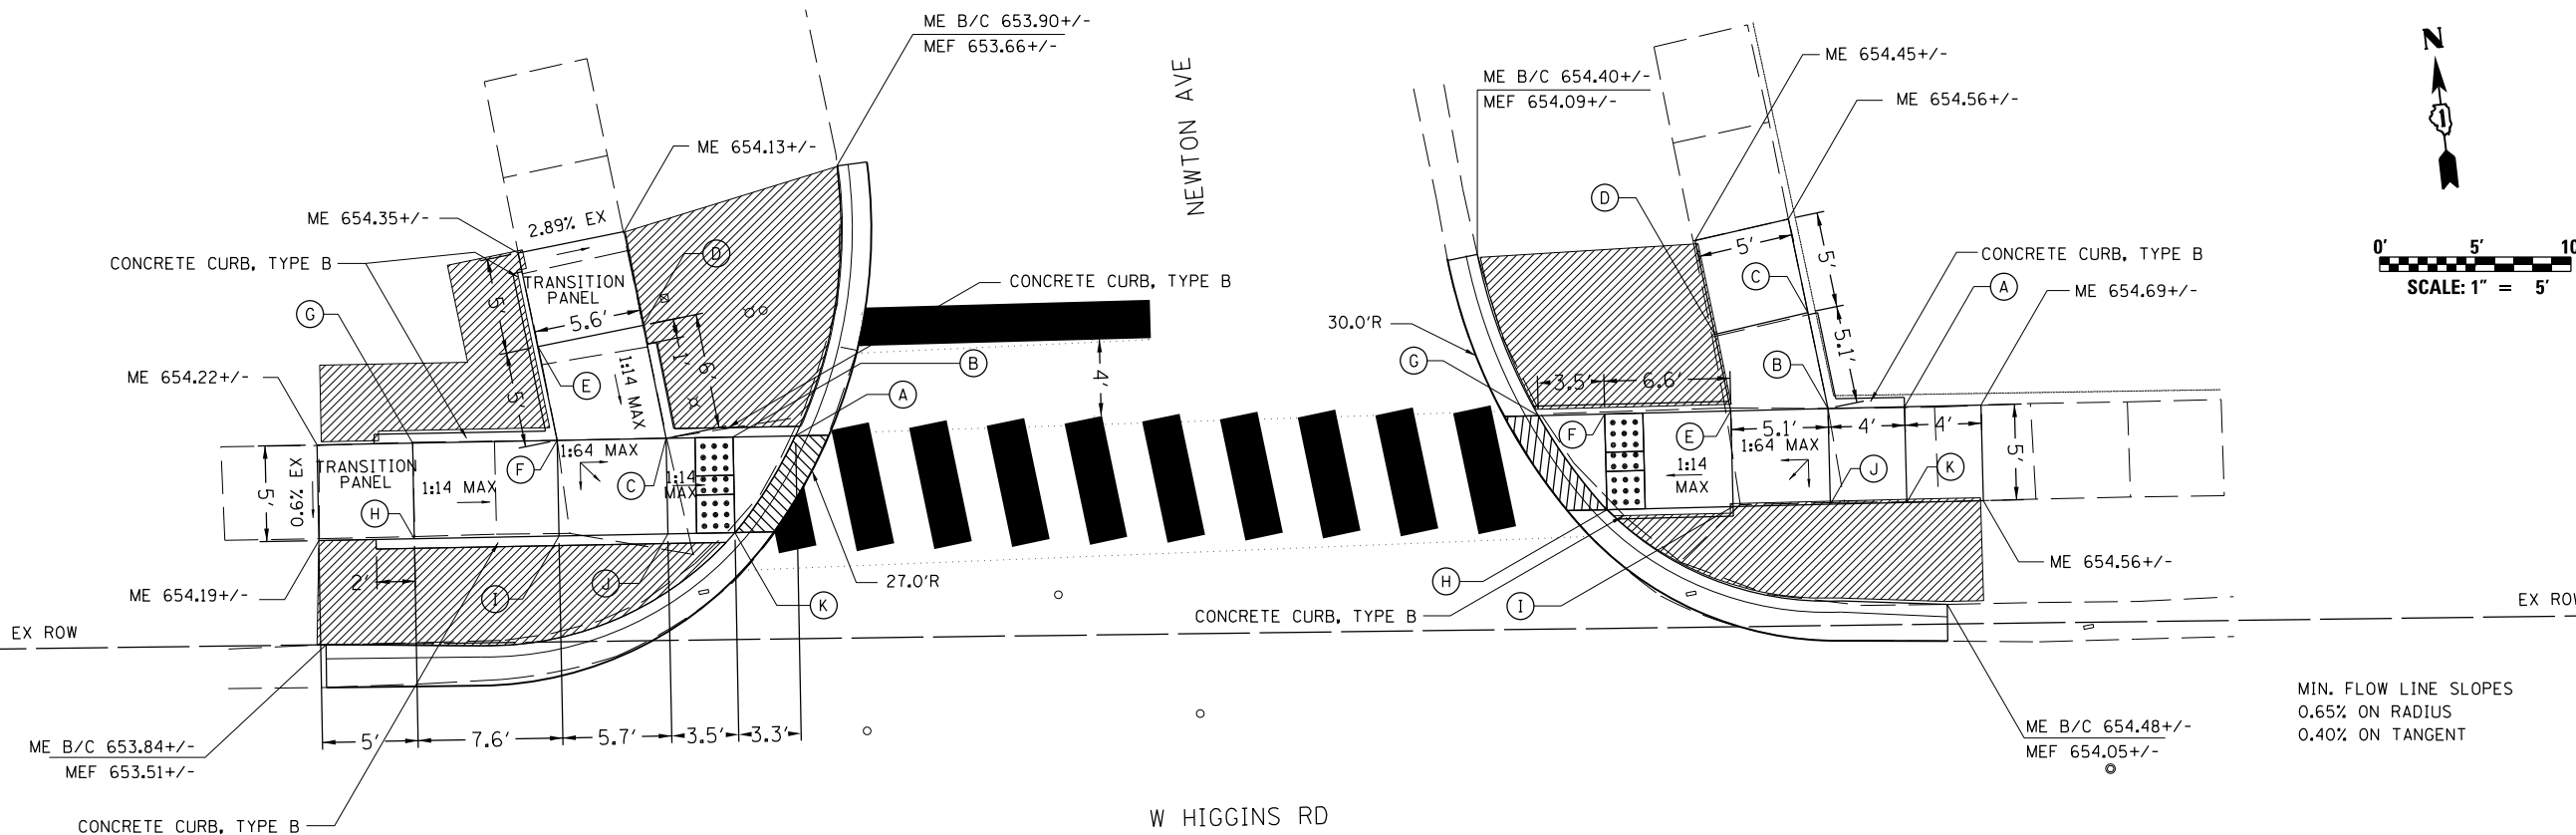 ME B/C 653.90+/-
MEF 653.66+/-
ME 654.13+/-
ME 654.35+/-
2.89% EX
CONCRETE CURB, TYPE B
TRANSITION
PANEL
D
G
5'
5.6'
1'
6'
E
1:14 MAX
5'
ME 654.22+/-
CONCRETE CURB, TYPE B
B
A
4'
5'
0.9% EX
TRANSITION
PANEL
1:14 MAX
F
1:64 MAX
C
1:14
MAX
H
2'
I
J
K
27.0'R
ME 654.19+/-
EX ROW
ME B/C 653.84+/-
MEF 653.51+/-
5'
7.6'
5.7'
3.5'
3.3'
CONCRETE CURB, TYPE B
NEWTON AVE
W HIGGINS RD
ME B/C 654.40+/-
MEF 654.09+/-
ME 654.45+/-
ME 654.56+/-
D
5'
C
5'
5.1'
CONCRETE CURB, TYPE B
A
ME 654.69+/-
30.0'R
G
B
3.5'
6.6'
F
E
5.1'
4'
4'
1:64 MAX
1:14
MAX
5'
J
K
H
I
ME 654.56+/-
CONCRETE CURB, TYPE B
EX ROW
ME B/C 654.48+/-
MEF 654.05+/-
N
1
0'
5'
10
SCALE: 1" = 5'
MIN. FLOW LINE SLOPES
0.65% ON RADIUS
0.40% ON TANGENT